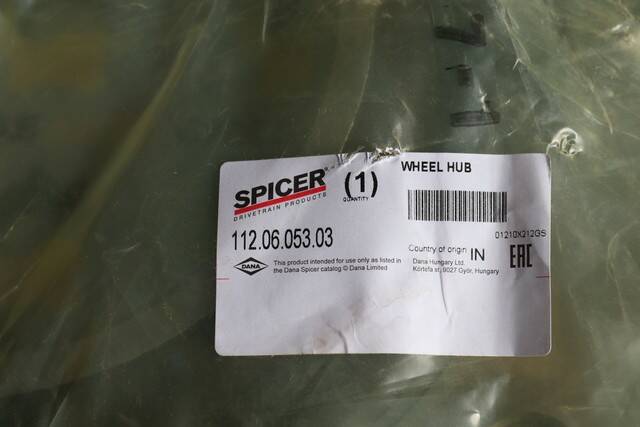 SPICER
DRIVETRAIN PRODUCTS
(1)
QUANTITY
WHEEL HUB
01210X212GS
112.06.053.03
Country of origin IN
EAC
DANA
This product intended for use only as listed in
the Dana Spicer catalog © Dana Limited
Dana Hungary Ltd.
Körtefa st, 9027 Győr, Hungary